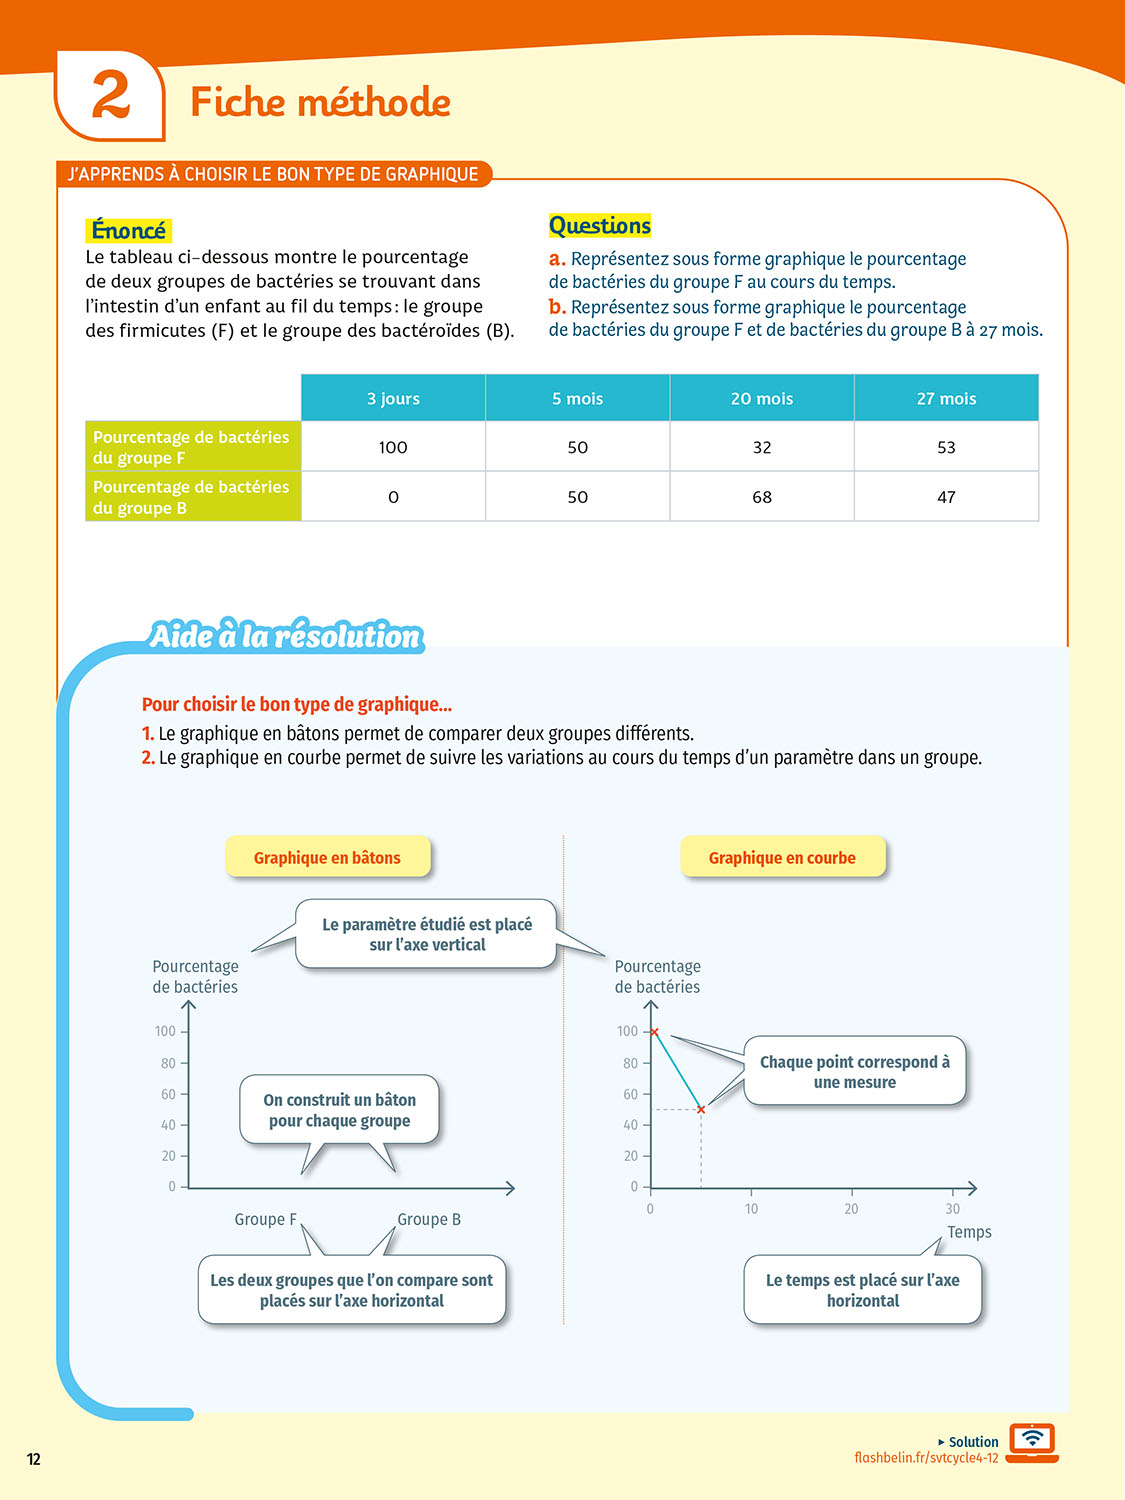 2
Fiche méthode
J'APPRENDS À CHOISIR LE BON TYPE DE GRAPHIQUE
Énoncé
Le tableau ci-dessous montre le pourcentage
de deux groupes de bactéries se trouvant dans
l'intestin d'un enfant au fil du temps : le groupe
des firmicutes (F) et le groupe des bactéroïdes (B).
Questions
a. Représentez sous forme graphique le pourcentage
de bactéries du groupe F au cours du temps.
b. Représentez sous forme graphique le pourcentage
de bactéries du groupe F et de bactéries du groupe B à 27 mois.
3 jours 5 mois 20 mois 27 mois
Pourcentage de bactéries
du groupe F
100 50 32 53
Pourcentage de bactéries
du groupe B
0 50 68 47
Aide à la résolution
Pour choisir le bon type de graphique...
1. Le graphique en bâtons permet de comparer deux groupes différents.
2. Le graphique en courbe permet de suivre les variations au cours du temps d'un paramètre dans un groupe.
Graphique en bâtons
Graphique en courbe
Le paramètre étudié est placé
sur l'axe vertical
Pourcentage
de bactéries
100
80
60
40
20
0
On construit un bâton
pour chaque groupe
Groupe F Groupe B
Les deux groupes que l'on compare sont
placés sur l'axe horizontal
Pourcentage
de bactéries
100
80
60
40
20
0
Chaque point correspond à
une mesure
0 10 20 30
Temps
Le temps est placé sur l'axe
horizontal
12
▸ Solution
flashbelin.fr/svtcycle4-12